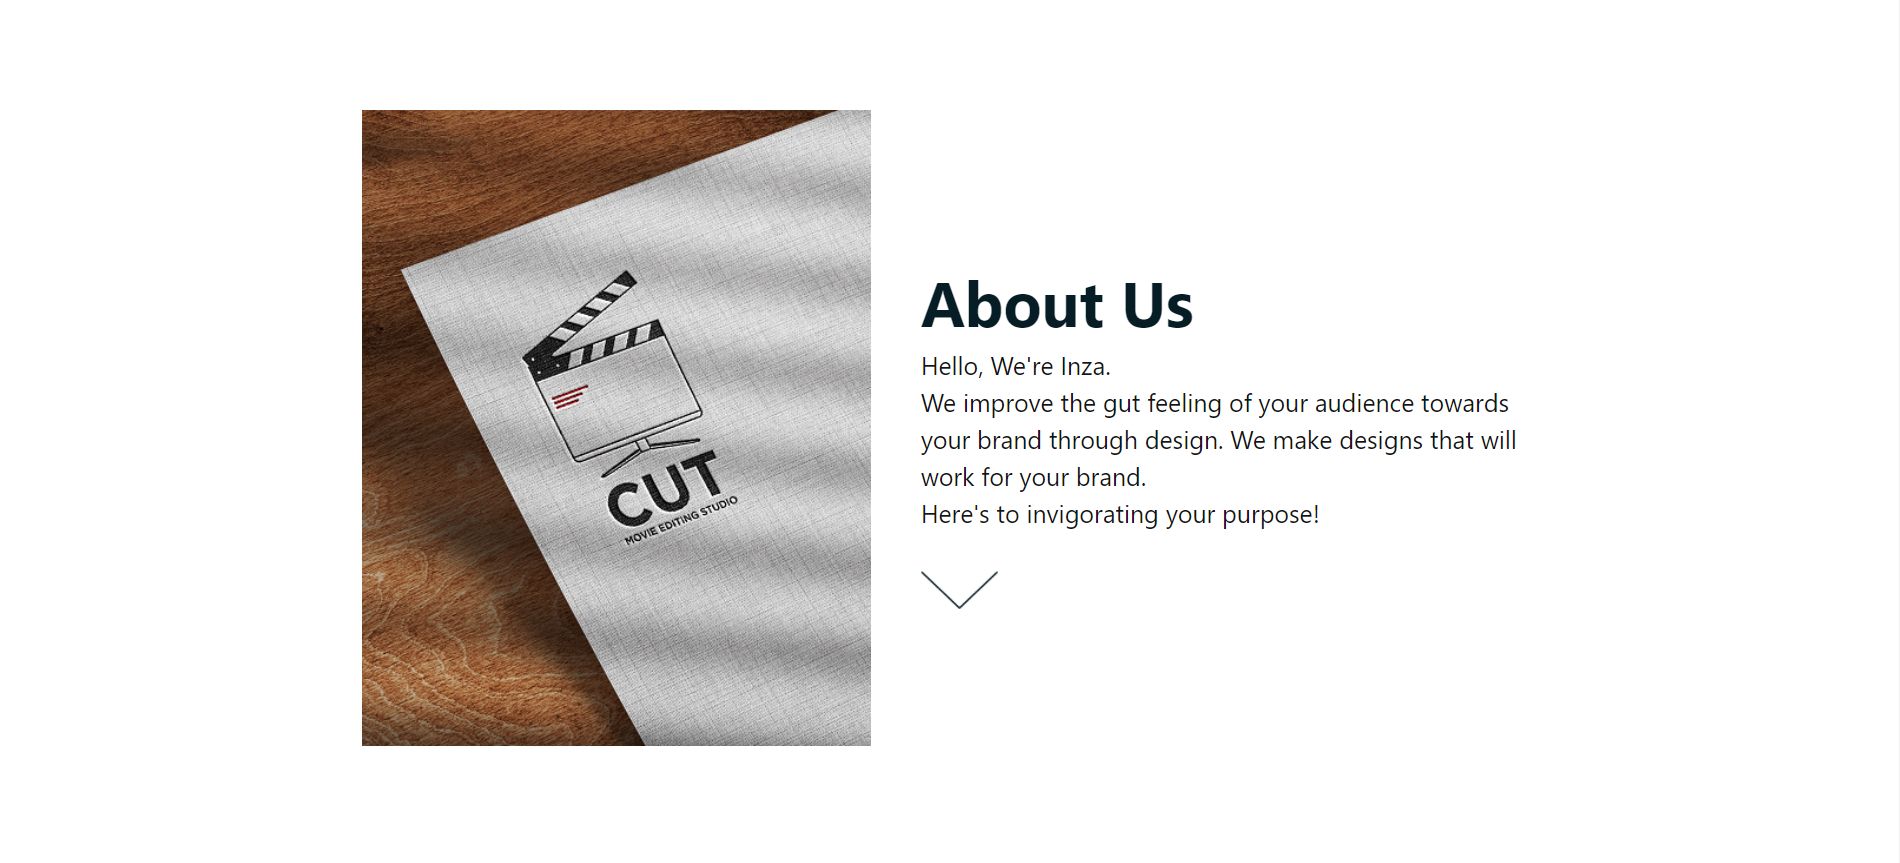 CUT
MOVIE EDITING STUDIO
About Us
Hello, We're Inza.
We improve the gut feeling of your audience towards
your brand through design. We make designs that will
work for your brand.
Here's to invigorating your purpose!